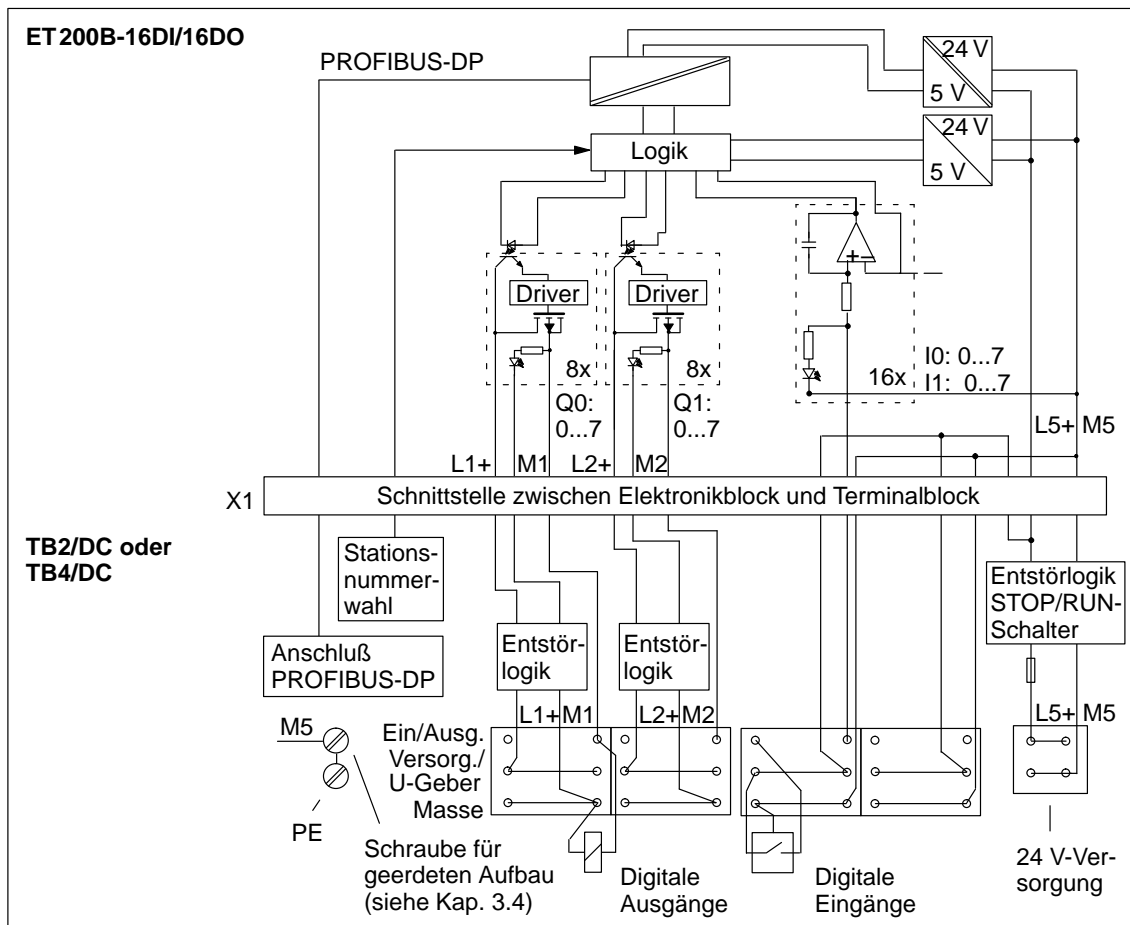 ET 200B-16DI/16DO
PROFIBUS-DP
24 V
5 V
24 V
5 V
Logik
Driver
Driver
+ –
8x
8x
16x
I0: 0...7
I1: 0...7
Q0:
0...7
Q1:
0...7
L5+ M5
L1+ M1 L2+ M2
X1
Schnittstelle zwischen Elektronikblock und Terminalblock
TB2/DC oder
TB4/DC
Stations-
nummer-
wahl
Entstörlogik
STOP/RUN-
Schalter
Anschluß
PROFIBUS-DP
Entstör-
logik
Entstör-
logik
L1+ M1 L2+ M2
L5+ M5
M5
PE
Ein/Ausg.
Versorg./
U-Geber
Masse
Schraube für
geerdeten Aufbau
(siehe Kap. 3.4)
Digitale
Ausgänge
Digitale
Eingänge
24 V-Ver-
sorgung